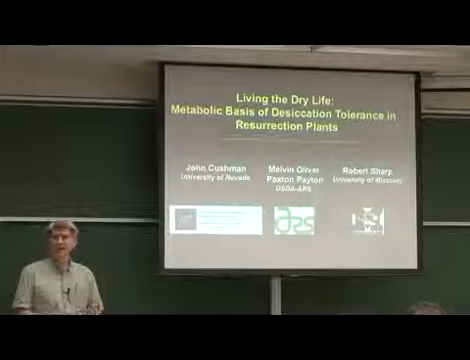 Living the Dry Life:
Metabolic Basis of Desiccation Tolerance in
Resurrection Plants
John Cushman
University of Nevada
Melvin Oliver
Paxton Payton
USDA-ARS
Robert Sharp
University of Missouri
ars